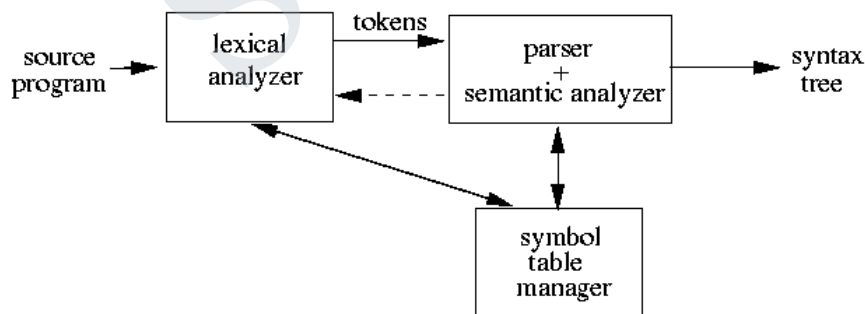 source
program
lexical
analyzer
tokens
parser
+
semantic analyzer
syntax
tree
symbol
table
manager